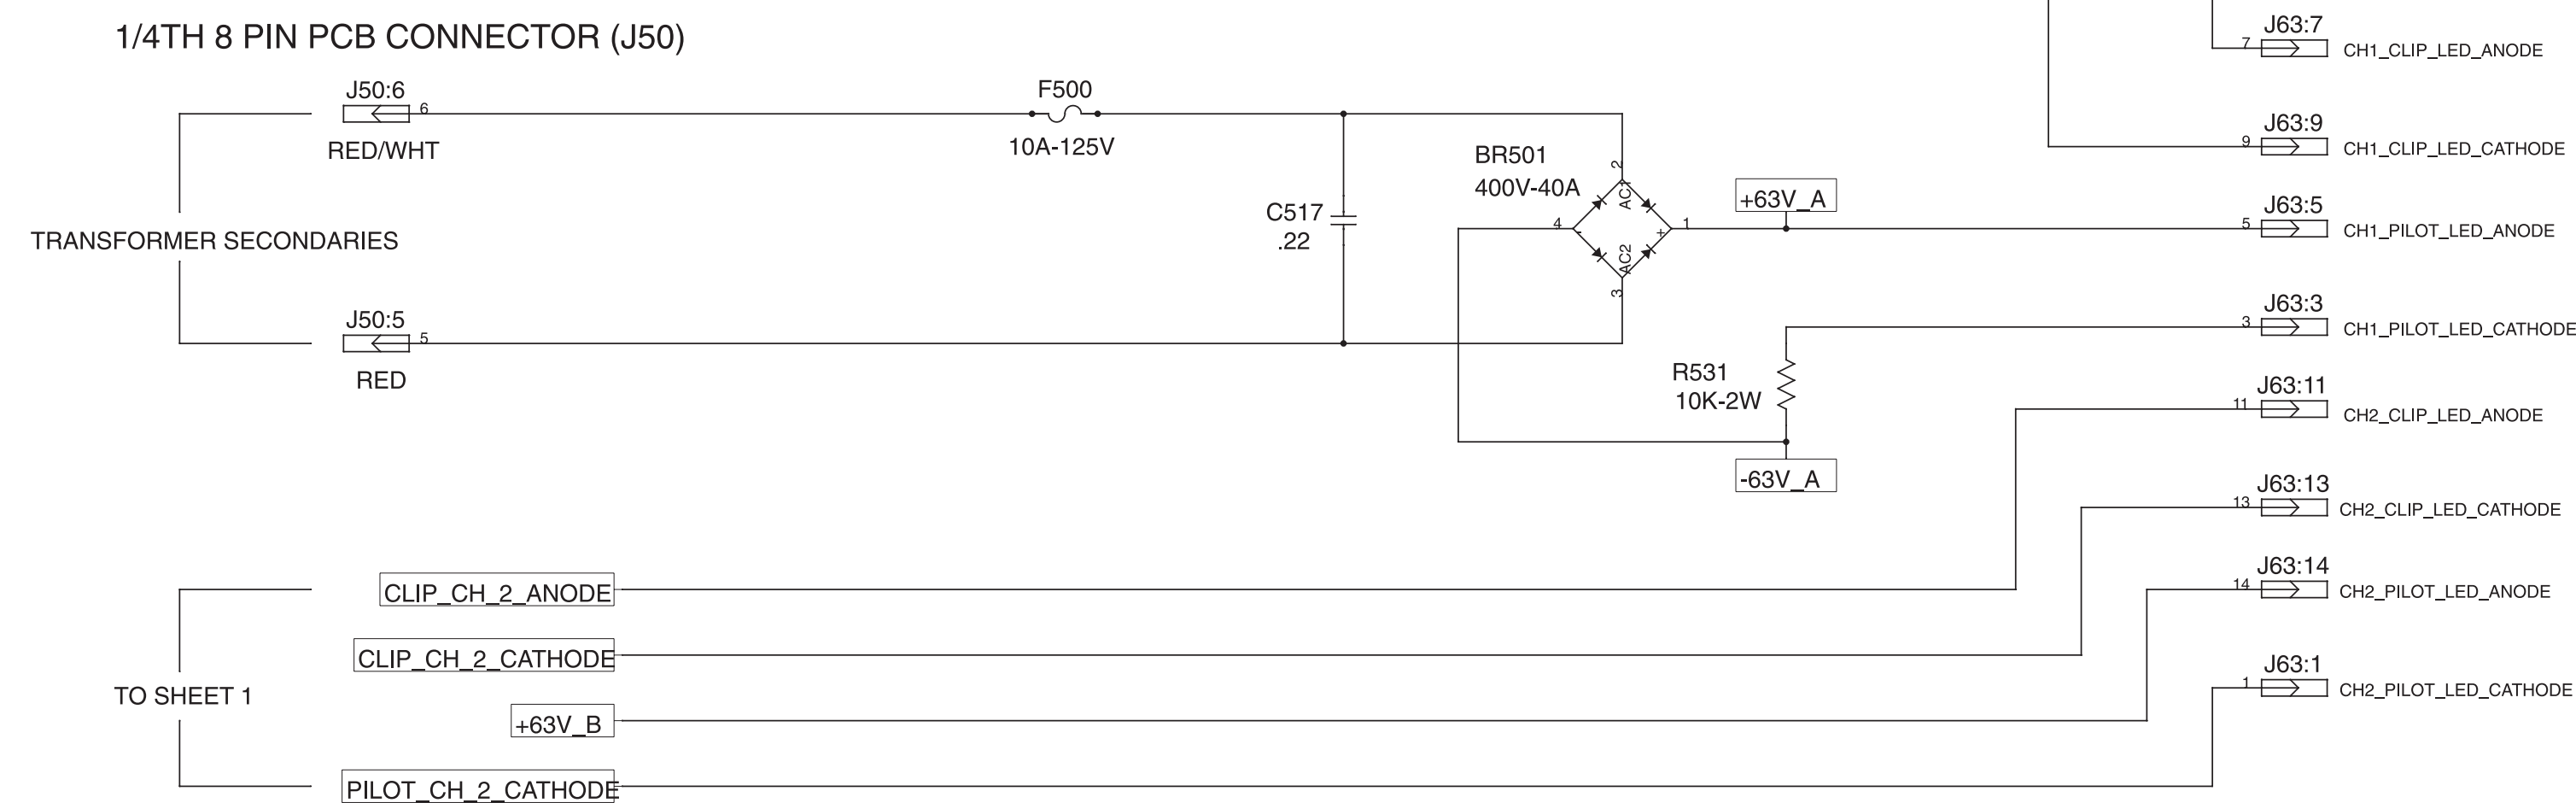 1/4TH 8 PIN PCB CONNECTOR (J50)
J63:7
7
CH1_CLIP_LED_ANODE
J50:6
6
RED/WHT
F500
10A-125V
J63:9
9
CH1_CLIP_LED_CATHODE
BR501
400V-40A
2
AC1
4
-
+
1
AC2
3
C517
.22
+63V_A
J63:5
5
CH1_PILOT_LED_ANODE
TRANSFORMER SECONDARIES
J50:5
5
RED
J63:3
3
CH1_PILOT_LED_CATHODE
R531
10K-2W
J63:11
11
CH2_CLIP_LED_ANODE
-63V_A
J63:13
13
CH2_CLIP_LED_CATHODE
J63:14
14
CH2_PILOT_LED_ANODE
CLIP_CH_2_ANODE
CLIP_CH_2_CATHODE
TO SHEET 1
J63:1
1
CH2_PILOT_LED_CATHODE
+63V_B
PILOT_CH_2_CATHODE